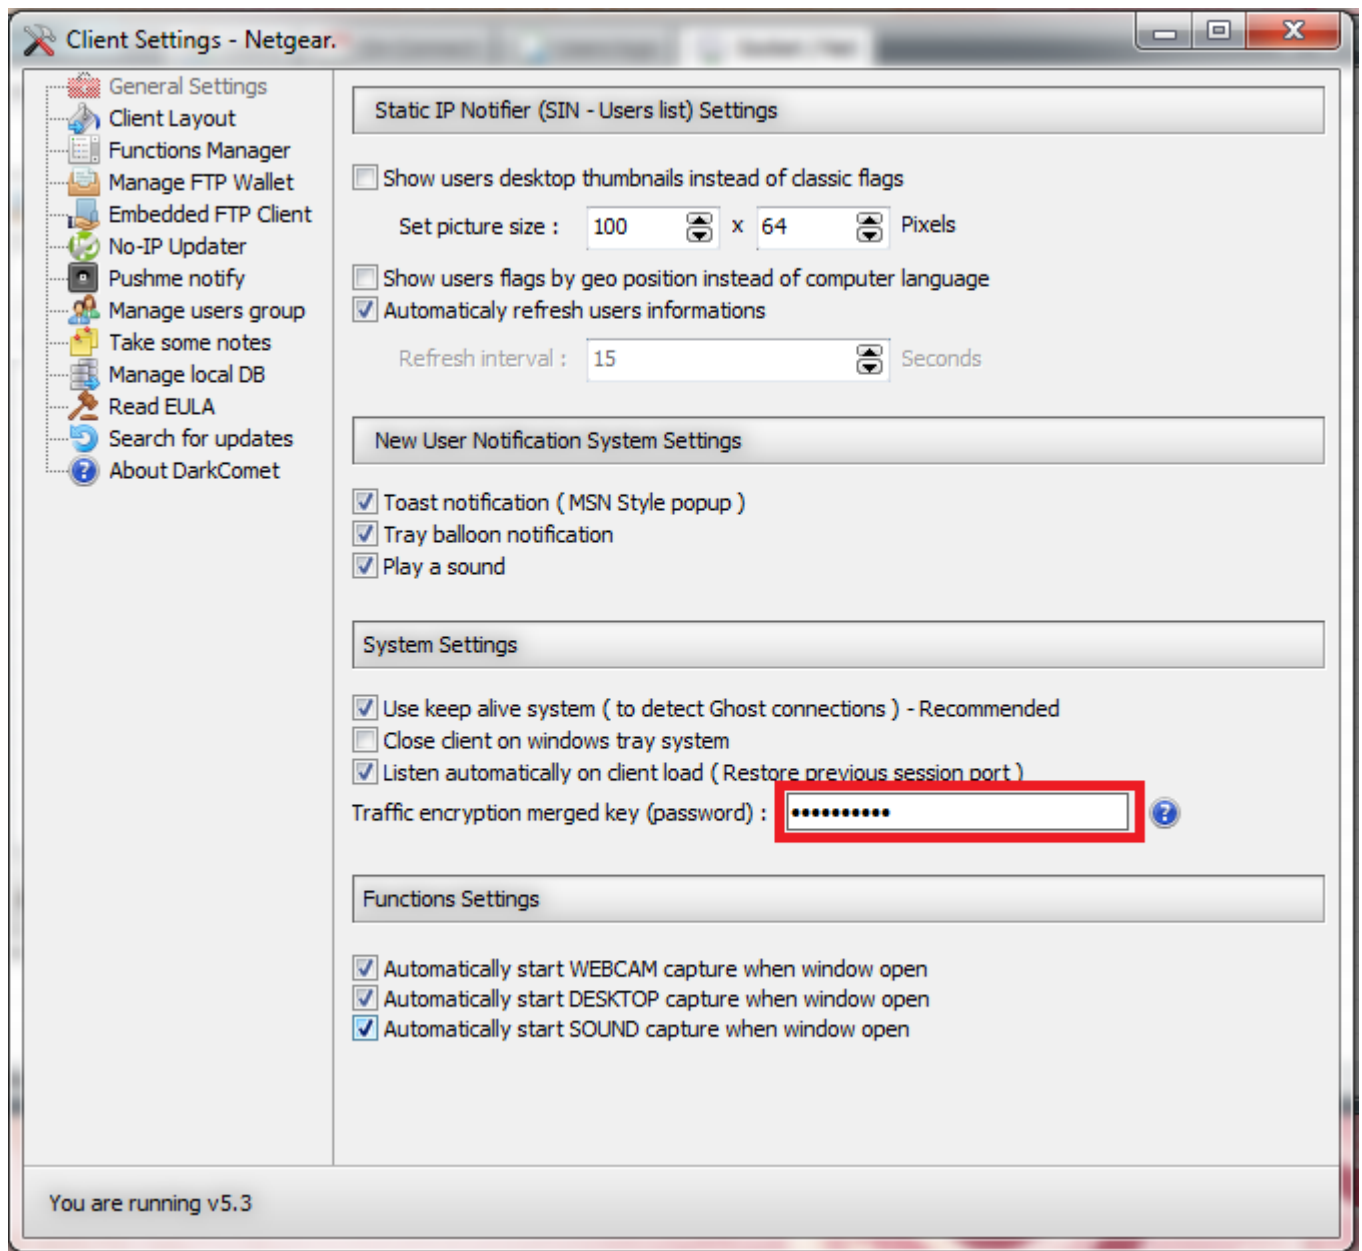 Client Settings - Netgear.
General Settings
Client Layout
Functions Manager
Manage FTP Wallet
Embedded FTP Client
No-IP Updater
Pushme notify
Manage users group
Take some notes
Manage local DB
Read EULA
Search for updates
About DarkComet
Static IP Notifier (SIN - Users list) Settings
Show users desktop thumbnails instead of classic flags
Set picture size : 100 x 64 Pixels
Show users flags by geo position instead of computer language
Automaticaly refresh users informations
Refresh interval : 15 Seconds
New User Notification System Settings
Toast notification ( MSN Style popup )
Tray balloon notification
Play a sound
System Settings
Use keep alive system ( to detect Ghost connections ) - Recommended
Close client on windows tray system
Listen automatically on client load ( Restore previous session port )
Traffic encryption merged key (password) : ••••••••••
Functions Settings
Automatically start WEBCAM capture when window open
Automatically start DESKTOP capture when window open
Automatically start SOUND capture when window open
You are running v5.3